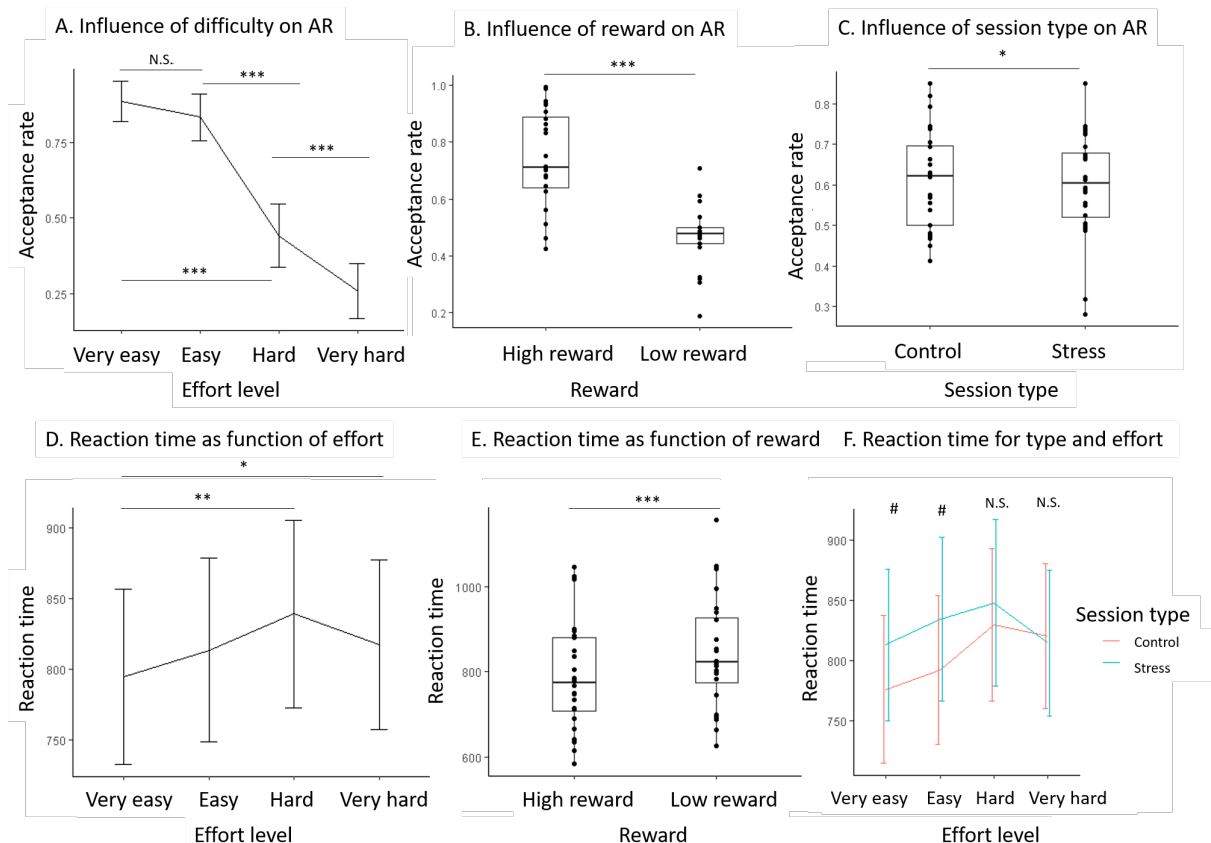 A. Influence of difficulty on AR
B. Influence of reward on AR
C. Influence of session type on AR
N.S.
***
***
***
Acceptance rate
0.75
0.50
0.25
Very easy Easy Hard Very hard
Effort level
***
Acceptance rate
1.0
0.8
0.6
0.4
0.2
High reward Low reward
Reward
*
Acceptance rate
0.8
0.7
0.6
0.5
0.4
0.3
Control Stress
Session type
D. Reaction time as function of effort
E. Reaction time as function of reward
F. Reaction time for type and effort
*
**
Reaction time
900
850
800
750
Very easy Easy Hard Very hard
Effort level
***
Reaction time
1000
800
600
High reward Low reward
Reward
# # N.S. N.S.
Reaction time
900
850
800
750
Very easy Easy Hard Very hard
Effort level
Session type
Control
Stress